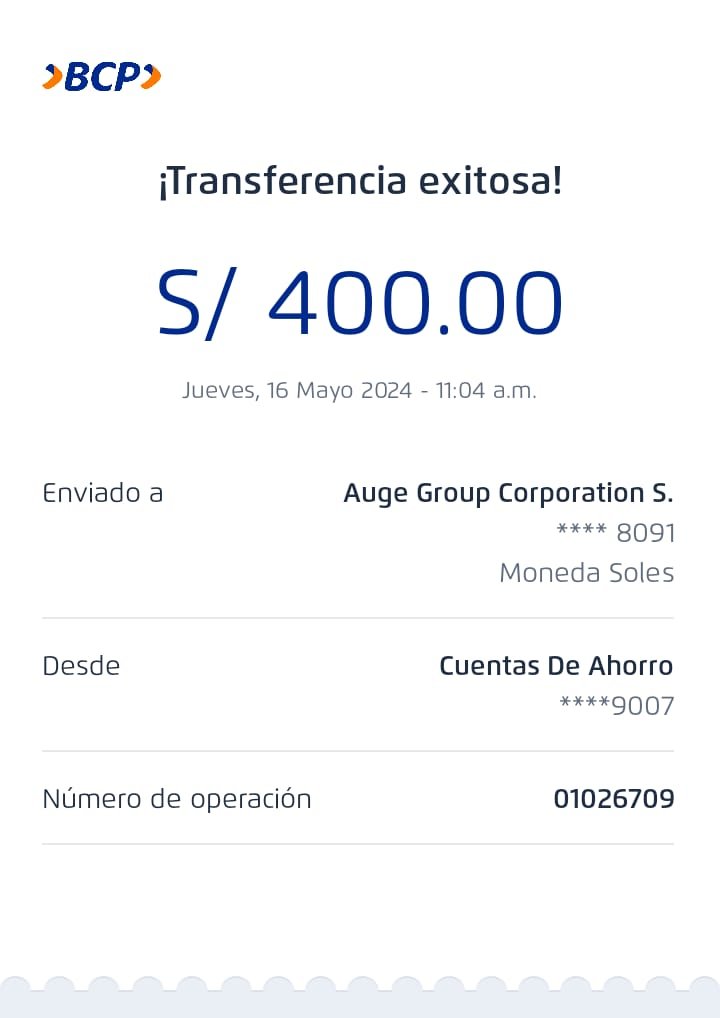 BCP
¡Transferencia exitosa!
S/ 400.00
Jueves, 16 Mayo 2024 - 11:04 a.m.
Enviado a
Auge Group Corporation S.
**** 8091
Moneda Soles
Desde
Cuentas De Ahorro
****9007
Número de operación
01026709